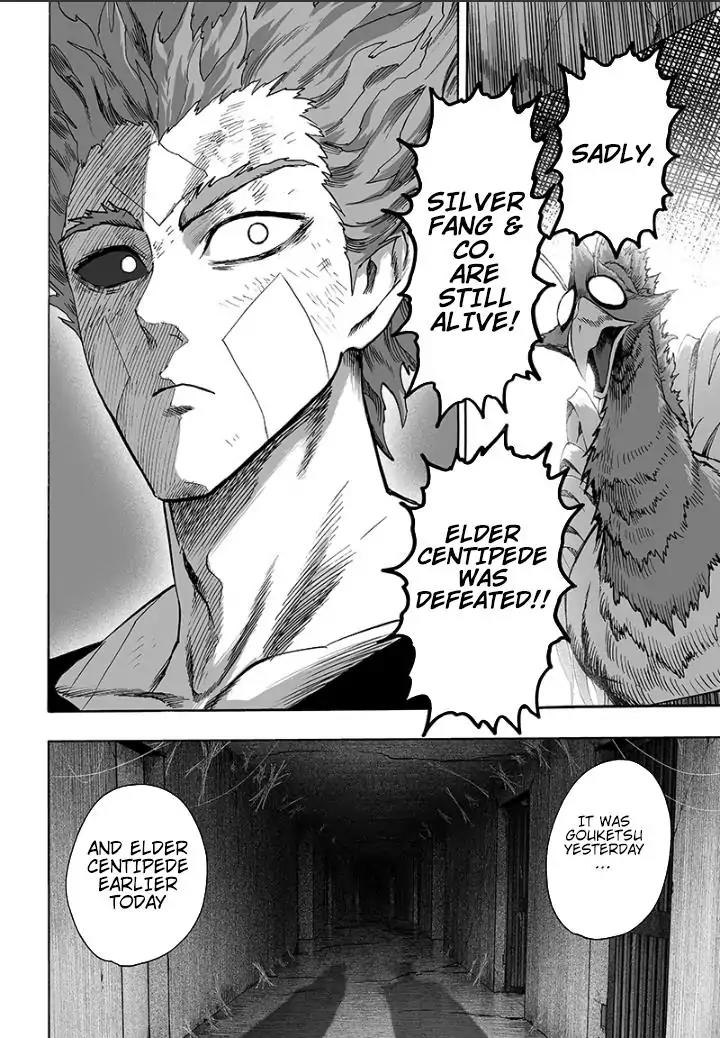 SADLY,
SILVER
FANG &
CO.
ARE
STILL
ALIVE!
ELDER
CENTIPEDE
WAS
DEFEATED!!
IT WAS
GOUKETSU
YESTERDAY
...
AND ELDER
CENTIPEDE
EARLIER
TODAY